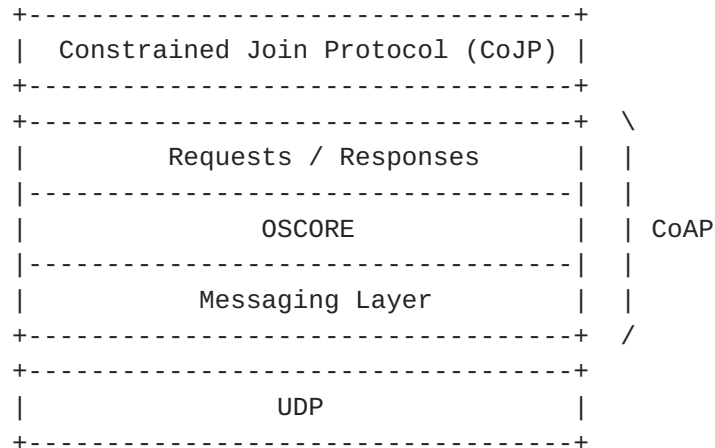 +-----------------------------------+
|  Constrained Join Protocol (CoJP) |
+-----------------------------------+
+-----------------------------------+  \
|         Requests / Responses      |  |
|-----------------------------------|  |
|               OSCORE              |  | CoAP
|-----------------------------------|  |
|           Messaging Layer         |  |
+-----------------------------------+  /
+-----------------------------------+
|                UDP                |
+-----------------------------------+